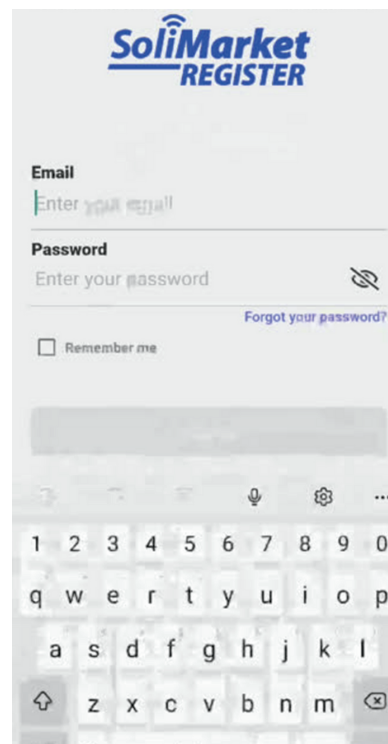 SoliMarket
REGISTER
Email
Enter your email
Password
Enter your password
Forgot your password?
Remember me
1 2 3 4 5 6 7 8 9 0
q w e r t y u i o p
a s d f g h j k l
z x c v b n m